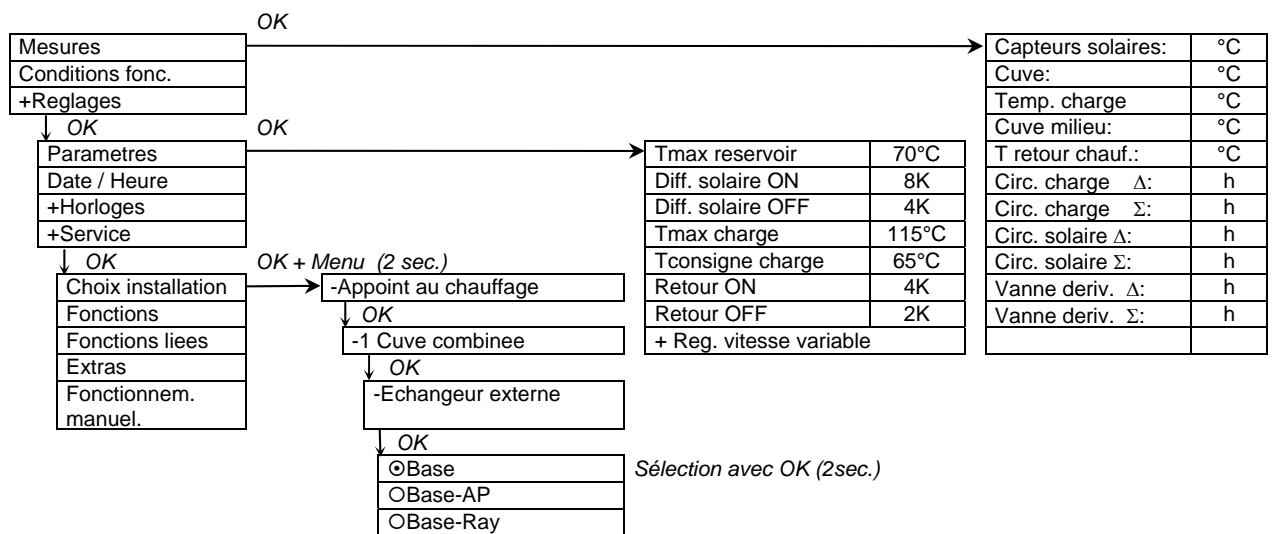 OK
Mesures
Conditions fonc.
+Reglages
OK
OK
Parametres
Date / Heure
+Horloges
+Service
OK
OK + Menu (2 sec.)
Choix installation
Fonctions
Fonctions liees
Extras
Fonctionnem.
manuel.
-Appoint au chauffage
OK
-1 Cuve combinee
OK
-Echangeur externe
OK
⊙Base
○Base-AP
○Base-Ray
Sélection avec OK (2sec.)
Tmax reservoir 70°C
Diff. solaire ON 8K
Diff. solaire OFF 4K
Tmax charge 115°C
Tconsigne charge 65°C
Retour ON 4K
Retour OFF 2K
+ Reg. vitesse variable
Capteurs solaires: °C
Cuve: °C
Temp. charge °C
Cuve milieu: °C
T retour chauf.: °C
Circ. charge Δ: h
Circ. charge Σ: h
Circ. solaire Δ: h
Circ. solaire Σ: h
Vanne deriv. Δ: h
Vanne deriv. Σ: h